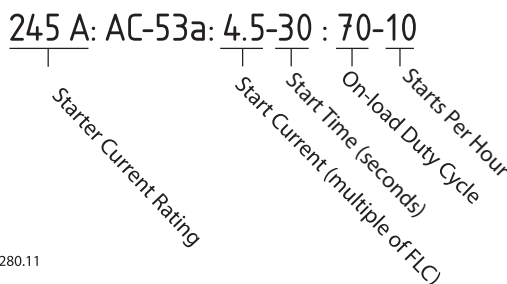 245 A: AC-53a: 4.5-30 : 70-10
Starter Current Rating
Start Current (multiple of FLC)
Start Time (seconds)
On-load Duty Cycle
Starts Per Hour
280.11